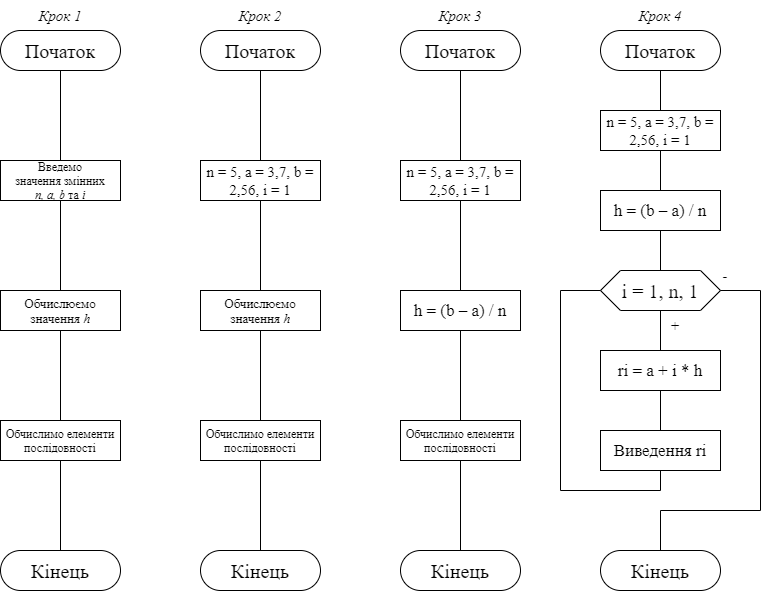 Крок 1
Початок
Введемо
значення змінних
n, a, b та i
Обчислюємо
значення h
Обчислимо елементи
послідовності
Кінець
Крок 2
Початок
n = 5, a = 3,7, b =
2,56, i = 1
Обчислюємо
значення h
Обчислимо елементи
послідовності
Кінець
Крок 3
Початок
n = 5, a = 3,7, b =
2,56, i = 1
h = (b – a) / n
Обчислимо елементи
послідовності
Кінець
Крок 4
Початок
n = 5, a = 3,7, b =
2,56, i = 1
h = (b – a) / n
i = 1, n, 1
-
+
ri = a + i * h
Виведення ri
Кінець